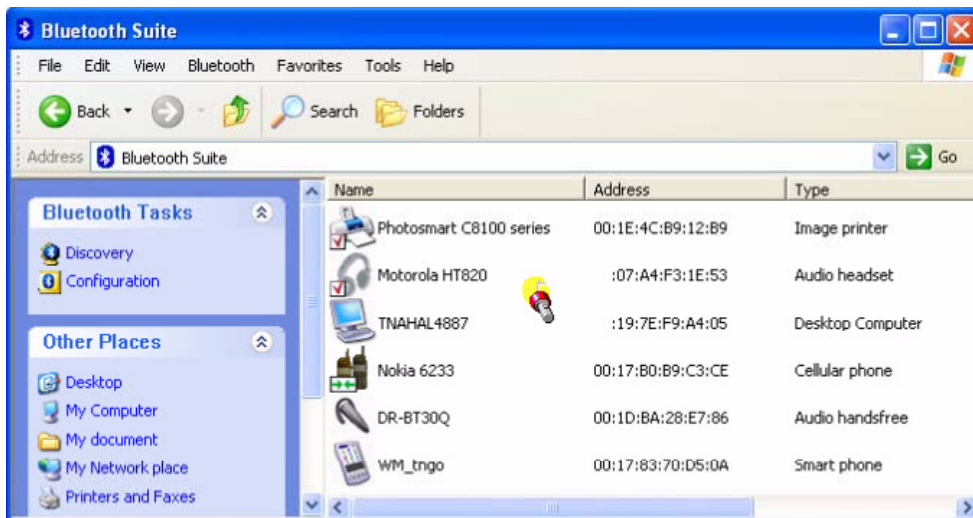 Bluetooth Suite
File Edit View Bluetooth Favorites Tools Help
Back Search Folders
Address Bluetooth Suite Go
Name Address Type
Bluetooth Tasks
Discovery
Configuration
Other Places
Desktop
My Computer
My document
My Network place
Printers and Faxes
Photosmart C8100 series 00:1E:4C:B9:12:B9 Image printer
Motorola HT820 :07:A4:F3:1E:53 Audio headset
TNAHAL4887 :19:7E:F9:A4:05 Desktop Computer
Nokia 6233 00:17:B0:B9:C3:CE Cellular phone
DR-BT30Q 00:1D:BA:28:E7:86 Audio handsfree
WM_tngo 00:17:83:70:D5:0A Smart phone